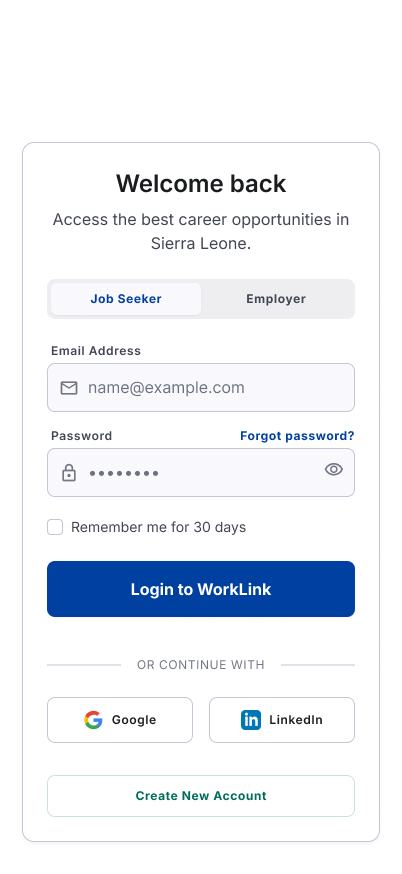 Welcome back
Access the best career opportunities in
Sierra Leone.
Job Seeker
Employer
Email Address
name@example.com
Password
Forgot password?
••••••••
Remember me for 30 days
Login to WorkLink
OR CONTINUE WITH
Google
in
LinkedIn
Create New Account